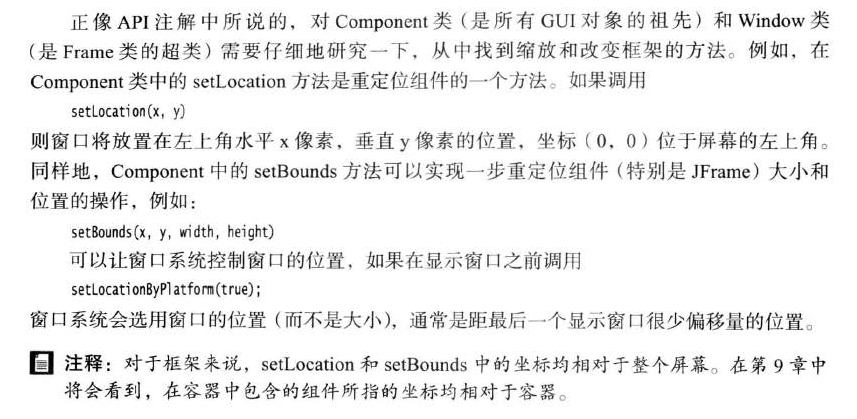 正像 API 注解中所说的，对 Component 类（是所有 GUI 对象的祖先）和 Window 类
（是 Frame 类的超类）需要仔细地研究一下，从中找到缩放和改变框架的方法。例如，在
Component 类中的 setLocation 方法是重定位组件的一个方法。如果调用
setLocation(x, y)
则窗口将放置在左上角水平 x 像素，垂直 y 像素的位置，坐标（0，0）位于屏幕的左上角。
同样地，Component 中的 setBounds 方法可以实现一步重定位组件（特别是 JFrame）大小和
位置的操作，例如：
setBounds(x, y, width, height)
可以让窗口系统控制窗口的位置，如果在显示窗口之前调用
setLocationByPlatform(true);
窗口系统会选用窗口的位置（而不是大小），通常是距最后一个显示窗口很少偏移量的位置。
注释：对于框架来说，setLocation 和 setBounds 中的坐标均相对于整个屏幕。在第 9 章中
将会看到，在容器中包含的组件所指的坐标均相对于容器。